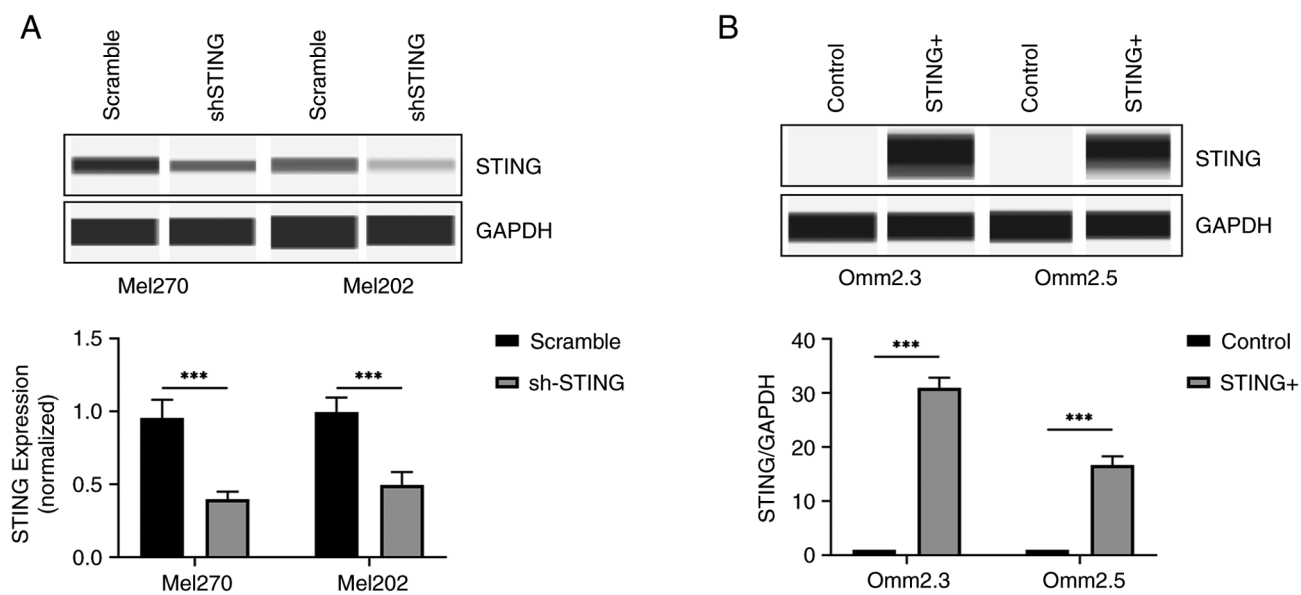 A
Scramble
shSTING
Scramble
shSTING
STING
GAPDH
Mel270
Mel202
1.5
1.0
0.5
0.0
STING Expression
(normalized)
***
***
Mel270
Mel202
Scramble
sh-STING
B
Control
STING+
Control
STING+
STING
GAPDH
Omm2.3
Omm2.5
40
30
20
10
0
STING/GAPDH
***
***
Omm2.3
Omm2.5
Control
STING+